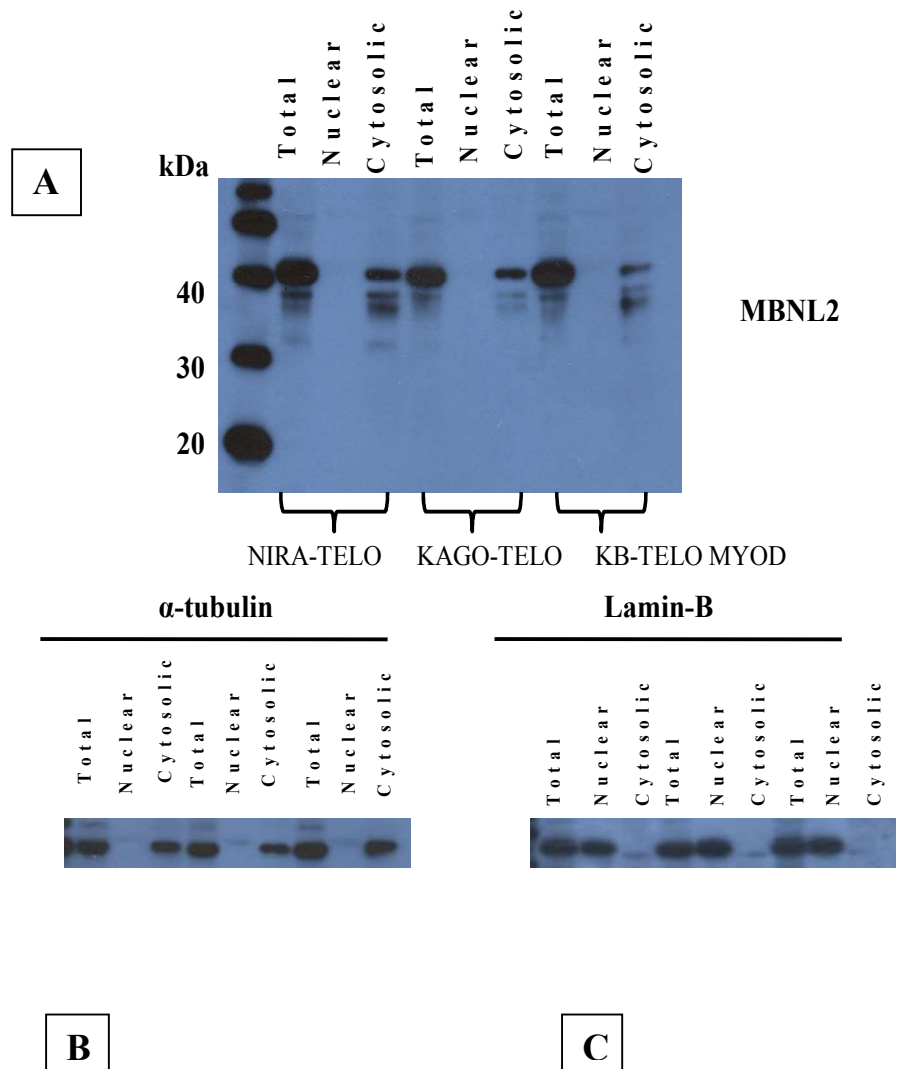 Total Nuclear Cytosolic Total Nuclear Cytosolic Total Nuclear Cytosolic
A
kDa
40
30
20
MBNL2
NIRA-TELO KAGO-TELO KB-TELO MYOD
α-tubulin
Total Nuclear Cytosolic Total Nuclear Cytosolic Total Nuclear Cytosolic
Lamin-B
Total Nuclear Cytosolic Total Nuclear Cytosolic Total Nuclear Cytosolic
B
C